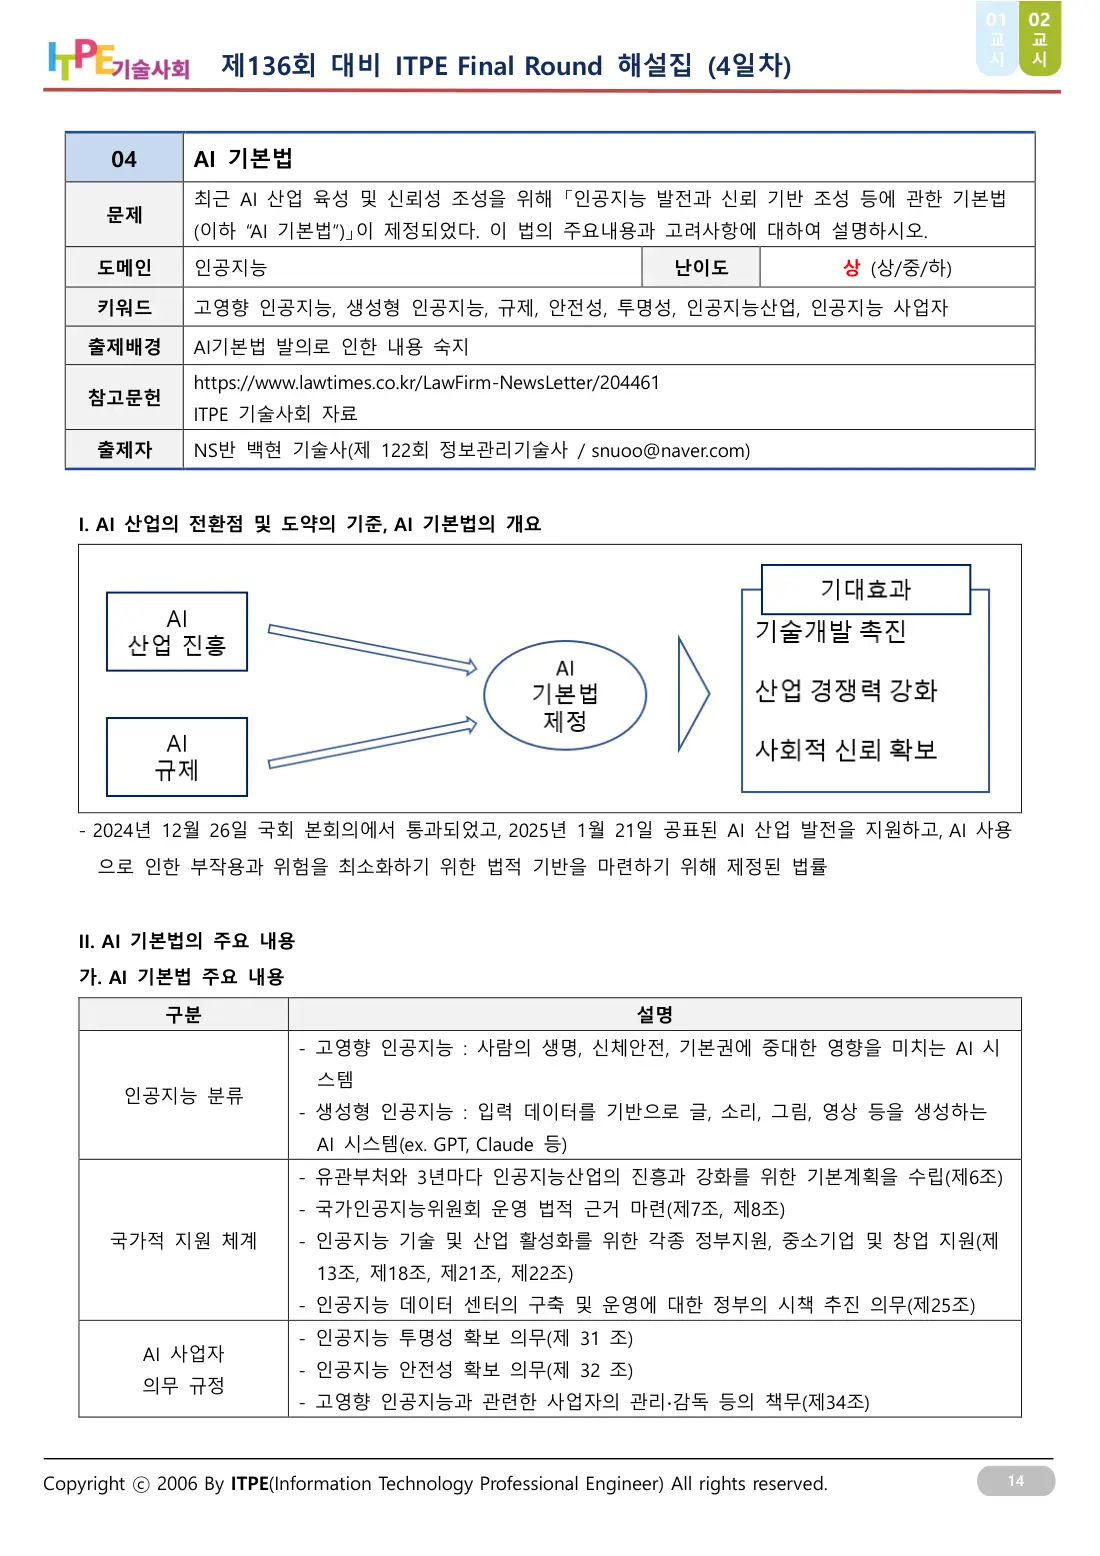 01
교
시
02
교
시
ITPE기술사회
제136회 대비 ITPE Final Round 해설집 (4일차)
04
AI 기본법
문제
최근 AI 산업 육성 및 신뢰성 조성을 위해「인공지능 발전과 신뢰 기반 조성 등에 관한 기본법
(이하 “AI 기본법”)」이 제정되었다. 이 법의 주요내용과 고려사항에 대하여 설명하시오.
도메인
인공지능
난이도
상 (상/중/하)
키워드
고영향 인공지능, 생성형 인공지능, 규제, 안전성, 투명성, 인공지능산업, 인공지능 사업자
출제배경
AI기본법 발의로 인한 내용 숙지
참고문헌
https://www.lawtimes.co.kr/LawFirm-NewsLetter/204461
ITPE 기술사회 자료
출제자
NS반 백현 기술사(제 122회 정보관리기술사 / snuoo@naver.com)
I. AI 산업의 전환점 및 도약의 기준, AI 기본법의 개요
AI
산업 진흥
AI
규제
AI
기본법
제정
기대효과
기술개발 촉진
산업 경쟁력 강화
사회적 신뢰 확보
- 2024년 12월 26일 국회 본회의에서 통과되었고, 2025년 1월 21일 공표된 AI 산업 발전을 지원하고, AI 사용
으로 인한 부작용과 위험을 최소화하기 위한 법적 기반을 마련하기 위해 제정된 법률
II. AI 기본법의 주요 내용
가. AI 기본법 주요 내용
구분
설명
인공지능 분류
- 고영향 인공지능 : 사람의 생명, 신체안전, 기본권에 중대한 영향을 미치는 AI 시
스템
- 생성형 인공지능 : 입력 데이터를 기반으로 글, 소리, 그림, 영상 등을 생성하는
AI 시스템(ex. GPT, Claude 등)
국가적 지원 체계
- 유관부처와 3년마다 인공지능산업의 진흥과 강화를 위한 기본계획을 수립(제6조)
- 국가인공지능위원회 운영 법적 근거 마련(제7조, 제8조)
- 인공지능 기술 및 산업 활성화를 위한 각종 정부지원, 중소기업 및 창업 지원(제
13조, 제18조, 제21조, 제22조)
- 인공지능 데이터 센터의 구축 및 운영에 대한 정부의 시책 추진 의무(제25조)
AI 사업자
의무 규정
- 인공지능 투명성 확보 의무(제 31 조)
- 인공지능 안전성 확보 의무(제 32 조)
- 고영향 인공지능과 관련한 사업자의 관리·감독 등의 책무(제34조)
Copyright ⓒ 2006 By ITPE(Information Technology Professional Engineer) All rights reserved.
14